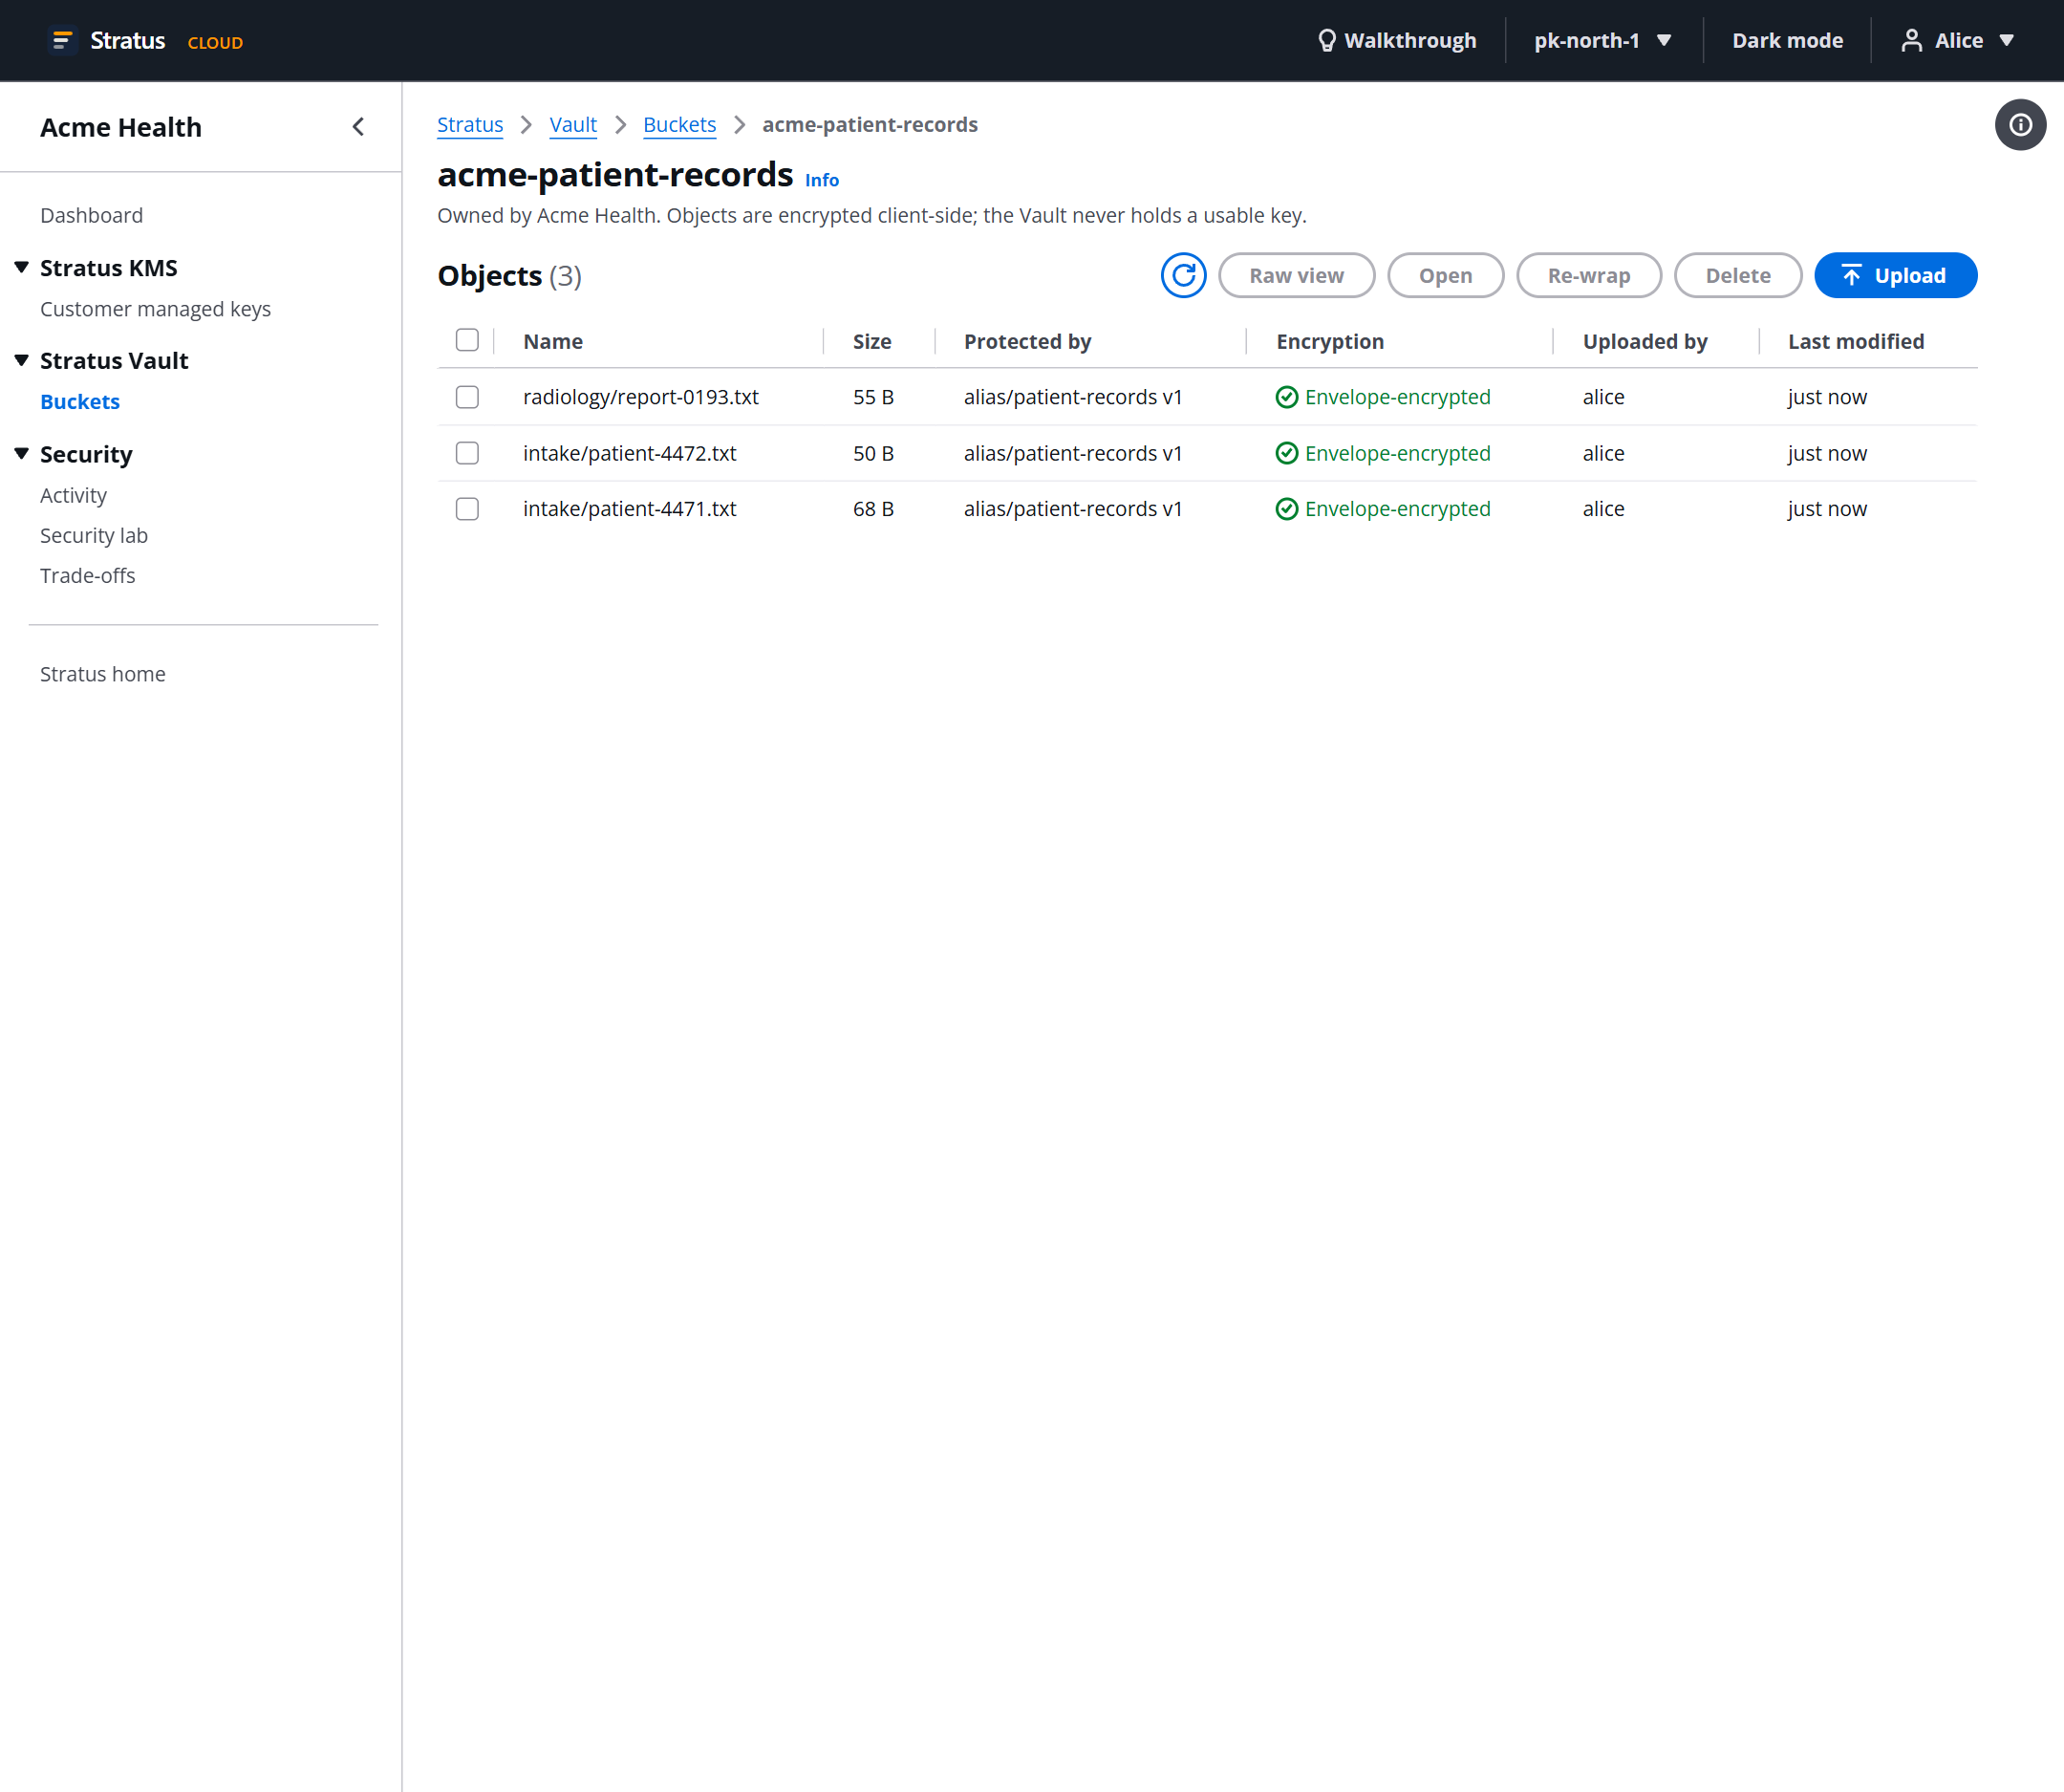 Stratus CLOUD
Walkthrough
pk-north-1
Dark mode
Alice
Acme Health
Dashboard
Stratus KMS
Customer managed keys
Stratus Vault
Buckets
Security
Activity
Security lab
Trade-offs
Stratus home
Stratus Vault Buckets acme-patient-records
acme-patient-records Info
Owned by Acme Health. Objects are encrypted client-side; the Vault never holds a usable key.
Objects (3)
Raw view Open Re-wrap Delete Upload
Name Size Protected by Encryption Uploaded by Last modified
radiology/report-0193.txt 55 B alias/patient-records v1 Envelope-encrypted alice just now
intake/patient-4472.txt 50 B alias/patient-records v1 Envelope-encrypted alice just now
intake/patient-4471.txt 68 B alias/patient-records v1 Envelope-encrypted alice just now